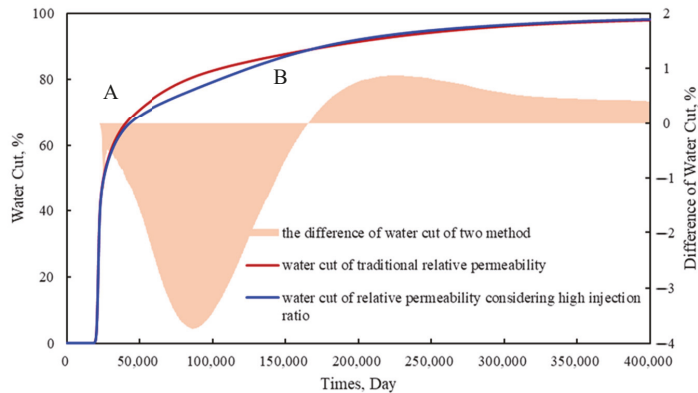 100
80
60
40
20
0
Water Cut, %
A
B
the difference of water cut of two method
water cut of traditional relative permeability
water cut of relative permeability considering high injection
ratio
2
1
0
−1
−2
−3
−4
Difference of Water Cut, %
0 50,000 100,000 150,000 200,000 250,000 300,000 350,000 400,000
Times, Day